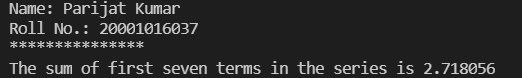 Name: Parijat Kumar
Roll No.: 20001016037
***************
The sum of first seven terms in the series is 2.718056